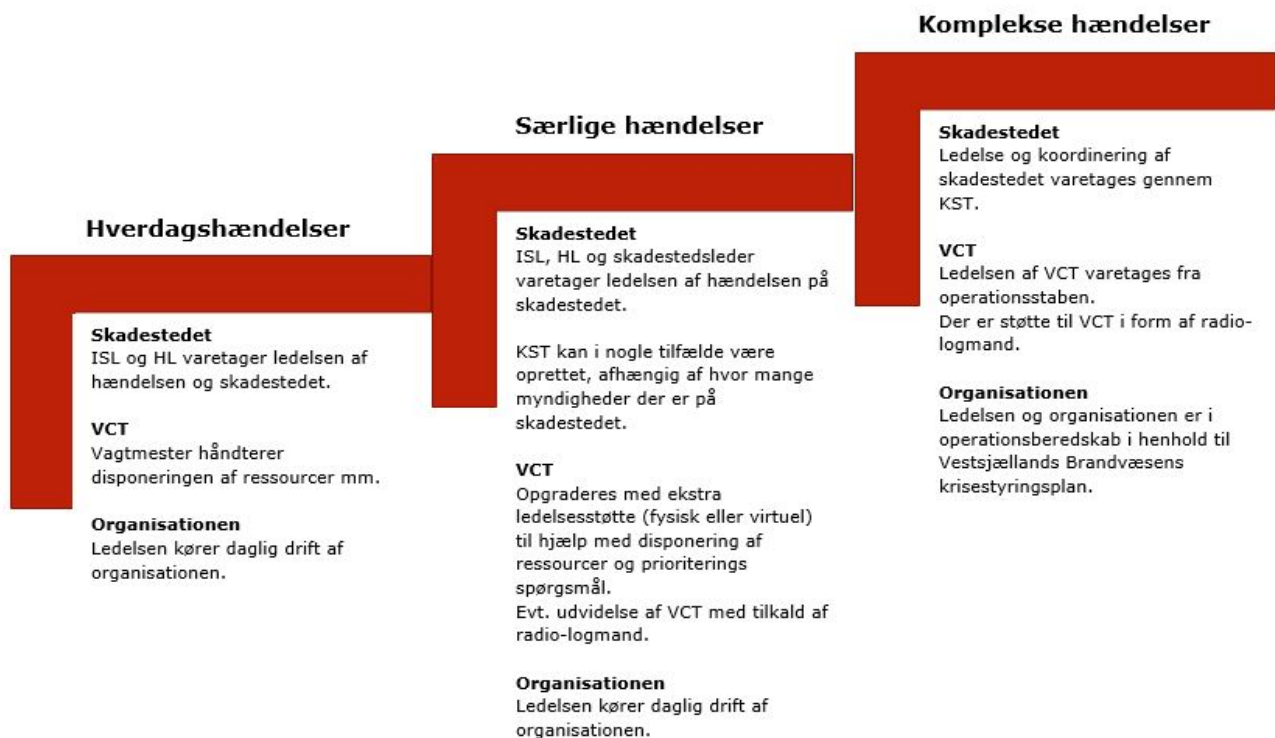 Hverdagshændelser
Skadestedet
ISL og HL varetager ledelsen af
hændelsen og skadestedet.
VCT
Vagtmester håndterer
disponeringen af ressourcer mm.
Organisationen
Ledelsen kører daglig drift af
organisationen.
Særlige hændelser
Skadestedet
ISL, HL og skadestedsleder
varetager ledelsen af hændelsen på
skadestedet.
KST kan i nogle tilfælde være
oprettet, afhængig af hvor mange
myndigheder der er på
skadestedet.
VCT
Opgraderes med ekstra
ledelsesstøtte (fysisk eller virtuel)
til hjælp med disponering af
ressourcer og prioriterings
spørgsmål.
Evt. udvidelse af VCT med tilkald af
radio-logmand.
Organisationen
Ledelsen kører daglig drift af
organisationen.
Komplekse hændelser
Skadestedet
Ledelse og koordinering af
skadestedet varetages gennem
KST.
VCT
Ledelsen af VCT varetages fra
operationsstaben.
Der er støtte til VCT i form af radio-
logmand.
Organisationen
Ledelsen og organisationen er i
operationsberedskab i henhold til
Vestsjællands Brandvæsens
krisestyringsplan.